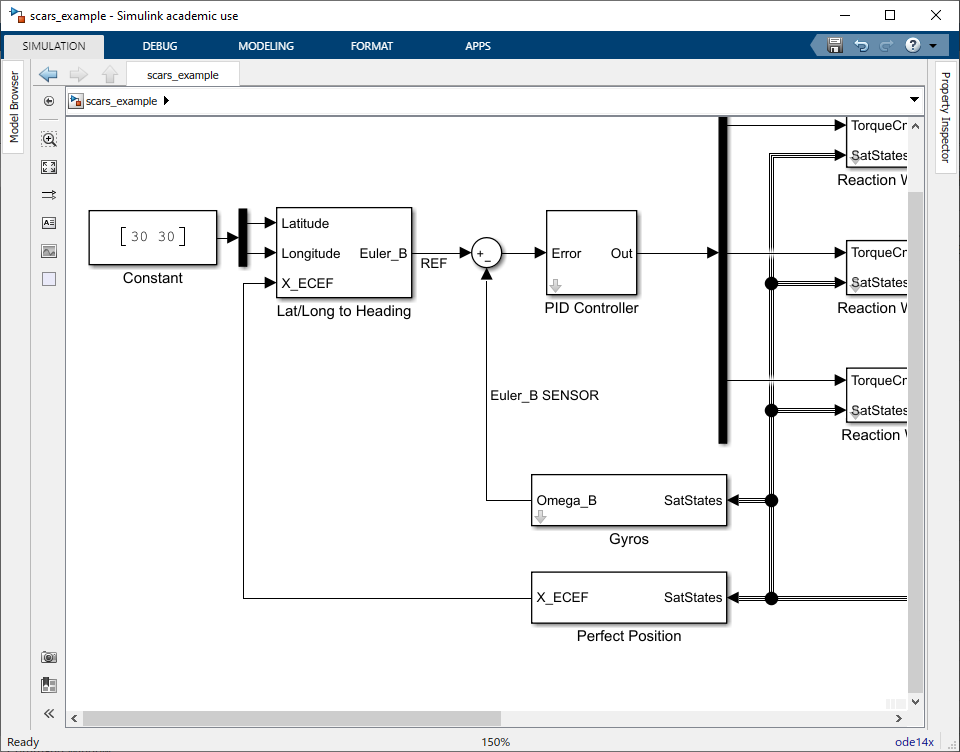 scars_example - Simulink academic use
SIMULATION DEBUG MODELING FORMAT APPS
?
Model Browser
Property Inspector
scars_example
scars_example
TorqueCr
SatStates
Reaction W
[ 30 30 ]
Constant
Latitude
Longitude
X_ECEF
Euler_B
Lat/Long to Heading
REF
+
−
Error Out
PID Controller
TorqueCr
SatStates
Reaction W
Euler_B SENSOR
TorqueCr
SatStates
Reaction W
Omega_B SatStates
Gyros
X_ECEF SatStates
Perfect Position
Ready 150% ode14x